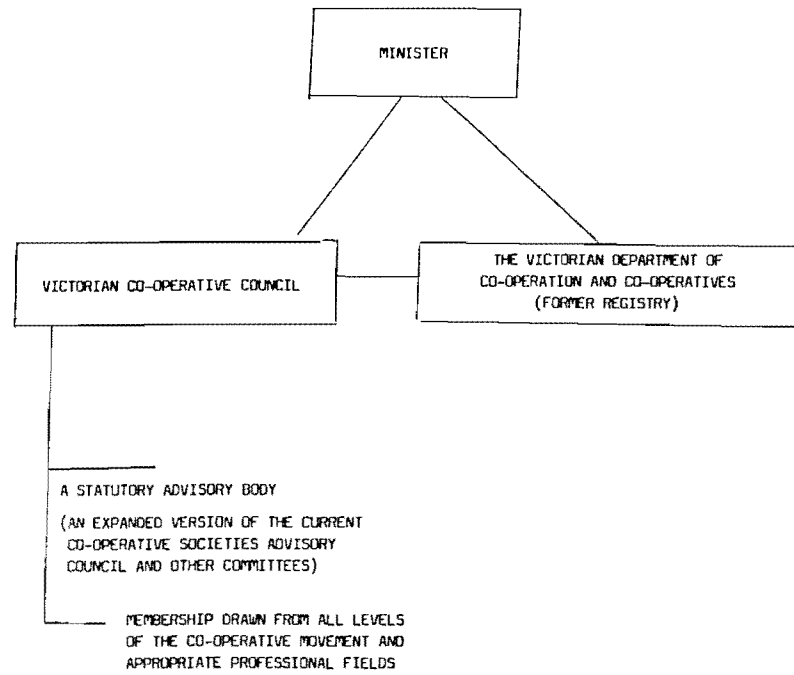 MINISTER
VICTORIAN CO-OPERATIVE COUNCIL
THE VICTORIAN DEPARTMENT OF
CO-OPERATION AND CO-OPERATIVES
(FORMER REGISTRY)
A STATUTORY ADVISORY BODY
(AN EXPANDED VERSION OF THE CURRENT
CO-OPERATIVE SOCIETIES ADVISORY
COUNCIL AND OTHER COMMITTEES)
MEMBERSHIP DRAWN FROM ALL LEVELS
OF THE CO-OPERATIVE MOVEMENT AND
APPROPRIATE PROFESSIONAL FIELDS